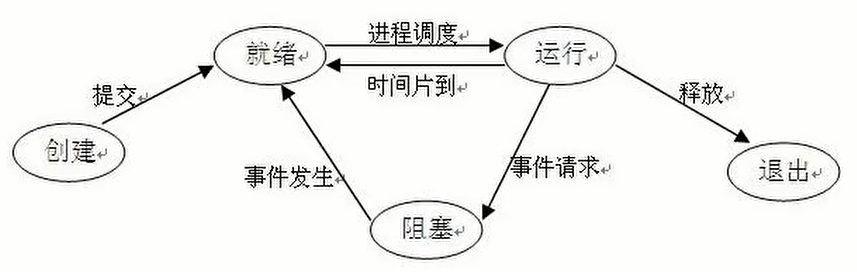 进程调度
就绪
运行
时间片到
提交
释放
创建
事件发生
事件请求
退出
阻塞